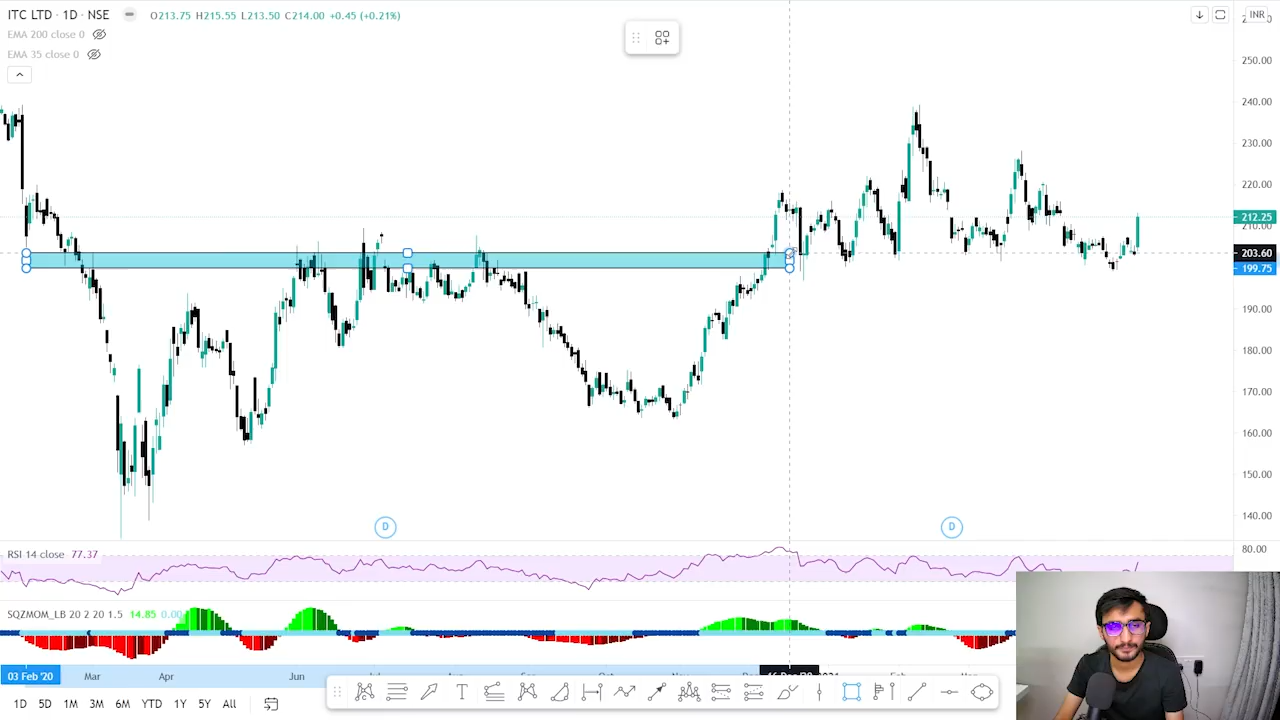 ITC LTD · 1D · NSE O213.75 H215.55 L213.50 C214.00 +0.45 (+0.21%)
INR
EMA 200 close 0
EMA 35 close 0
250.00
240.00
230.00
220.00
212.25
210.00
203.60
199.75
190.00
180.00
170.00
160.00
150.00
140.00
D
D
RSI 14 close 77.37
80.00
SQZMOM_LB 20 2 20 1.5 14.85 0.00
03 Feb '20 Mar Apr Jun
1D 5D 1M 3M 6M YTD 1Y 5Y All